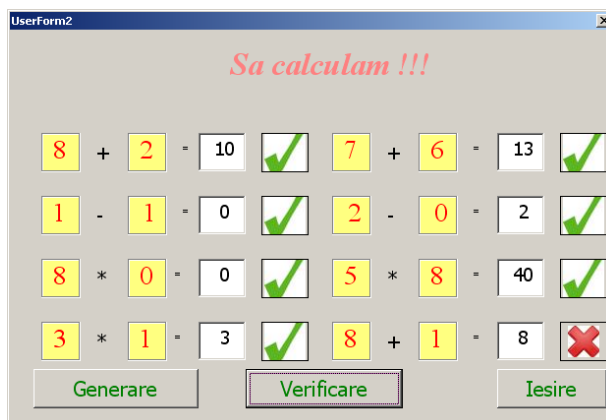 UserForm2
Sa calculam !!!
8 + 2 = 10 7 + 6 = 13
1 - 1 = 0 2 - 0 = 2
8 * 0 = 0 5 * 8 = 40
3 * 1 = 3 8 + 1 = 8
Generare Verificare Iesire